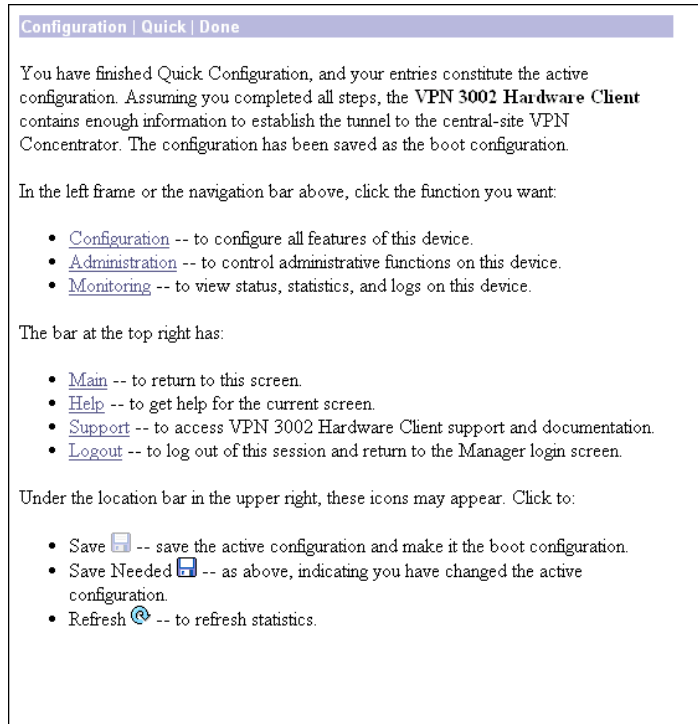 Configuration | Quick | Done
You have finished Quick Configuration, and your entries constitute the active
configuration. Assuming you completed all steps, the VPN 3002 Hardware Client
contains enough information to establish the tunnel to the central-site VPN
Concentrator. The configuration has been saved as the boot configuration.
In the left frame or the navigation bar above, click the function you want:
• Configuration -- to configure all features of this device.
• Administration -- to control administrative functions on this device.
• Monitoring -- to view status, statistics, and logs on this device.
The bar at the top right has:
• Main -- to return to this screen.
• Help -- to get help for the current screen.
• Support -- to access VPN 3002 Hardware Client support and documentation.
• Logout -- to log out of this session and return to the Manager login screen.
Under the location bar in the upper right, these icons may appear. Click to:
• Save -- save the active configuration and make it the boot configuration.
• Save Needed -- as above, indicating you have changed the active
configuration.
• Refresh -- to refresh statistics.